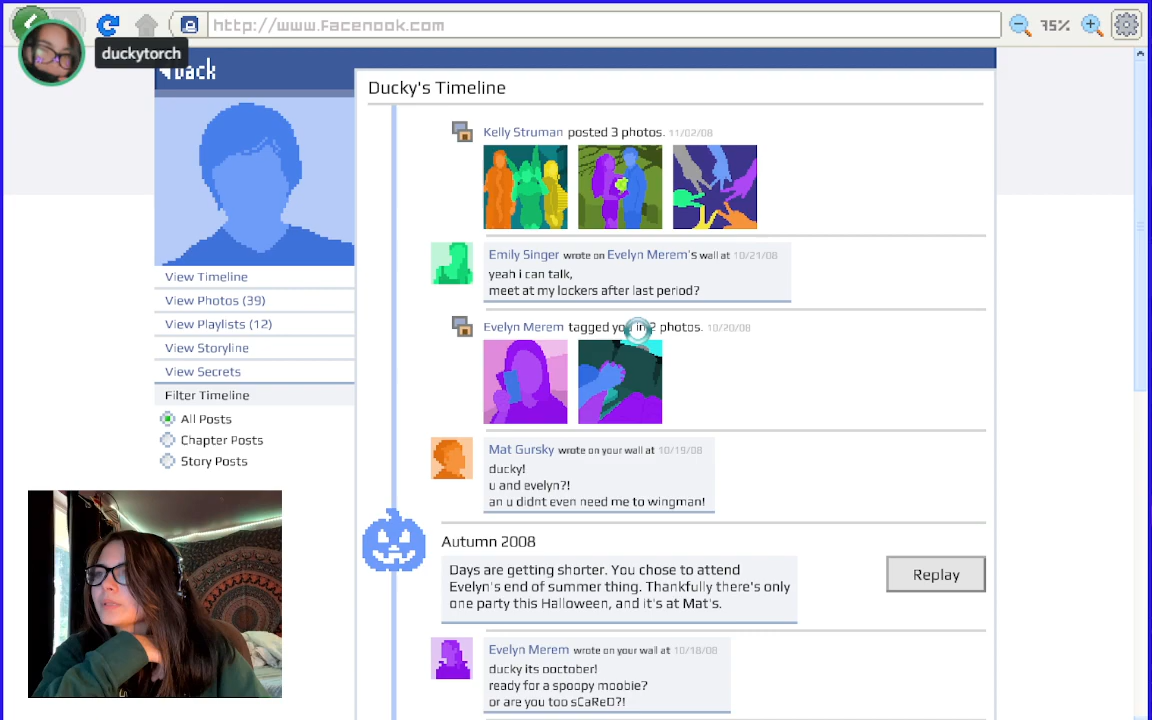 http://www.facenook.com
75%
duckytorch
back
Ducky's Timeline
Kelly Struman posted 3 photos. 11/02/08
Emily Singer wrote on Evelyn Merem's wall at 10/21/08
yeah i can talk,
meet at my lockers after last period?
View Timeline
View Photos (39)
View Playlists (12)
View Storyline
View Secrets
Filter Timeline
All Posts
Chapter Posts
Story Posts
Evelyn Merem tagged you in 2 photos. 10/20/08
Mat Gursky wrote on your wall at 10/19/08
ducky!
u and evelyn?!
an u didnt even need me to wingman!
Autumn 2008
Days are getting shorter. You chose to attend
Evelyn's end of summer thing. Thankfully there's only
one party this Halloween, and it's at Mat's.
Replay
Evelyn Merem wrote on your wall at 10/18/08
ducky its ooctober!
ready for a spoopy moobie?
or are you too sCaReD?!